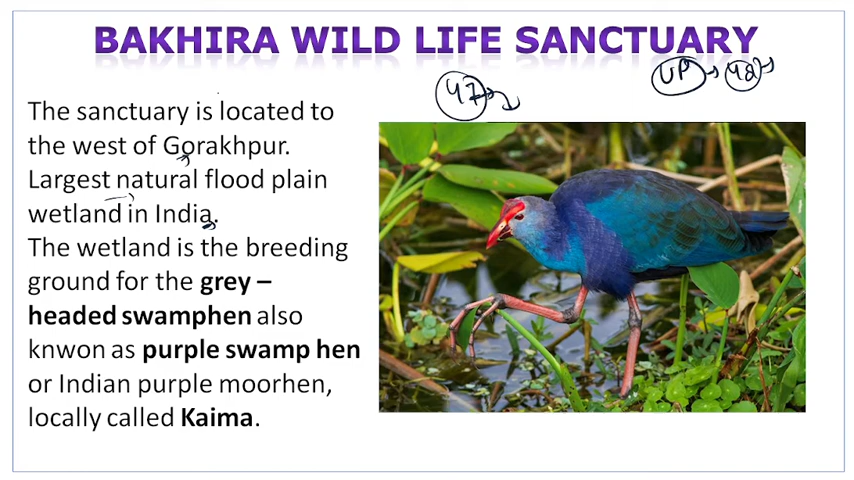 BAKHIRA WILD LIFE SANCTUARY
47
UP 48
The sanctuary is located to
the west of Gorakhpur.
Largest natural flood plain
wetland in India.
The wetland is the breeding
ground for the grey –
headed swamphen also
knwon as purple swamp hen
or Indian purple moorhen,
locally called Kaima.